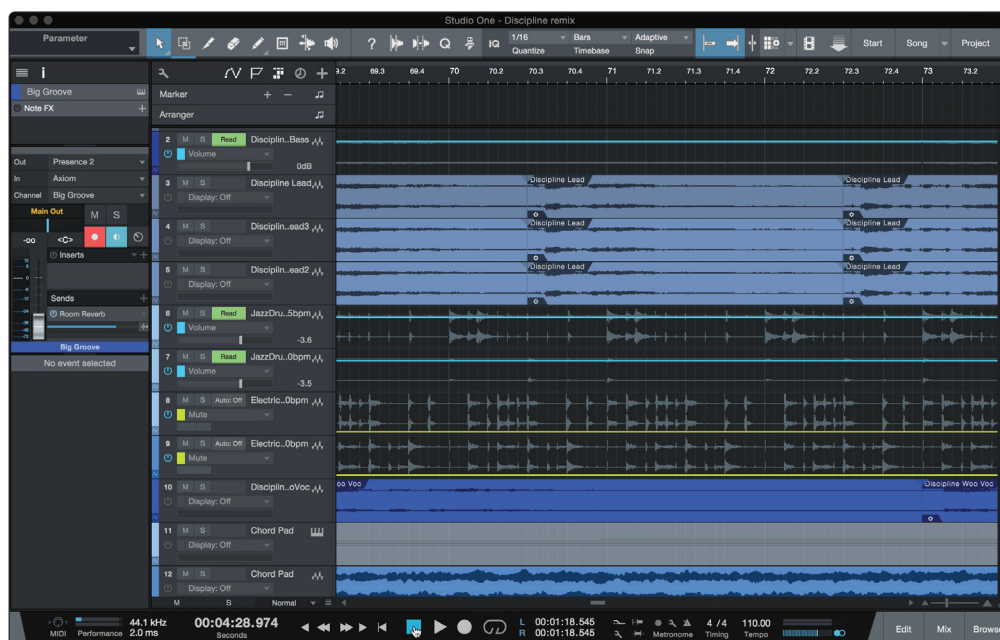 Studio One - Discipline remix
Parameter
IQ
1/16
Quantize
Bars
Timebase
Adaptive
Snap
Start
Song
Project
9.2 69.3 69.4 70 70.2 70.3 70.4 71 71.2 71.3 71.4 72 72.2 72.3 72.4 73 73.2
Big Groove
Note FX
Marker
Arranger
Out Presence 2
In Axiom
Channel Big Groove
Main Out M S
-oo <C>
Inserts
Sends
Room Reverb
Big Groove
No event selected
2 M S Read Disciplin..Bass
Volume
0dB
3 M S Discipline Lead
Display: Off
Discipline Lead
Discipline Lead
4 M S Disciplin..ead3
Display: Off
Discipline Lead
Discipline Lead
5 M S Disciplin..ead2
Display: Off
Discipline Lead
Discipline Lead
6 M S Read JazzDru..5bpm
Volume
-3.6
7 M S Read JazzDru..0bpm
Volume
-3.5
8 M S Auto: Off Electric..0bpm
Mute
9 M S Auto: Off Electric..0bpm
Mute
10 M S Disciplin..oVoc
Display: Off
oo Voc
Discipline Woo Voc
11 M S Chord Pad
Display: Off
12 M S Chord Pad
Display: Off
M S Normal
MIDI
Performance
44.1 kHz
2.0 ms
00:04:28.974
Seconds
L 00:01:18.545
R 00:01:18.545
Metronome
4 / 4
Timing
110.00
Tempo
Edit
Mix
Brows